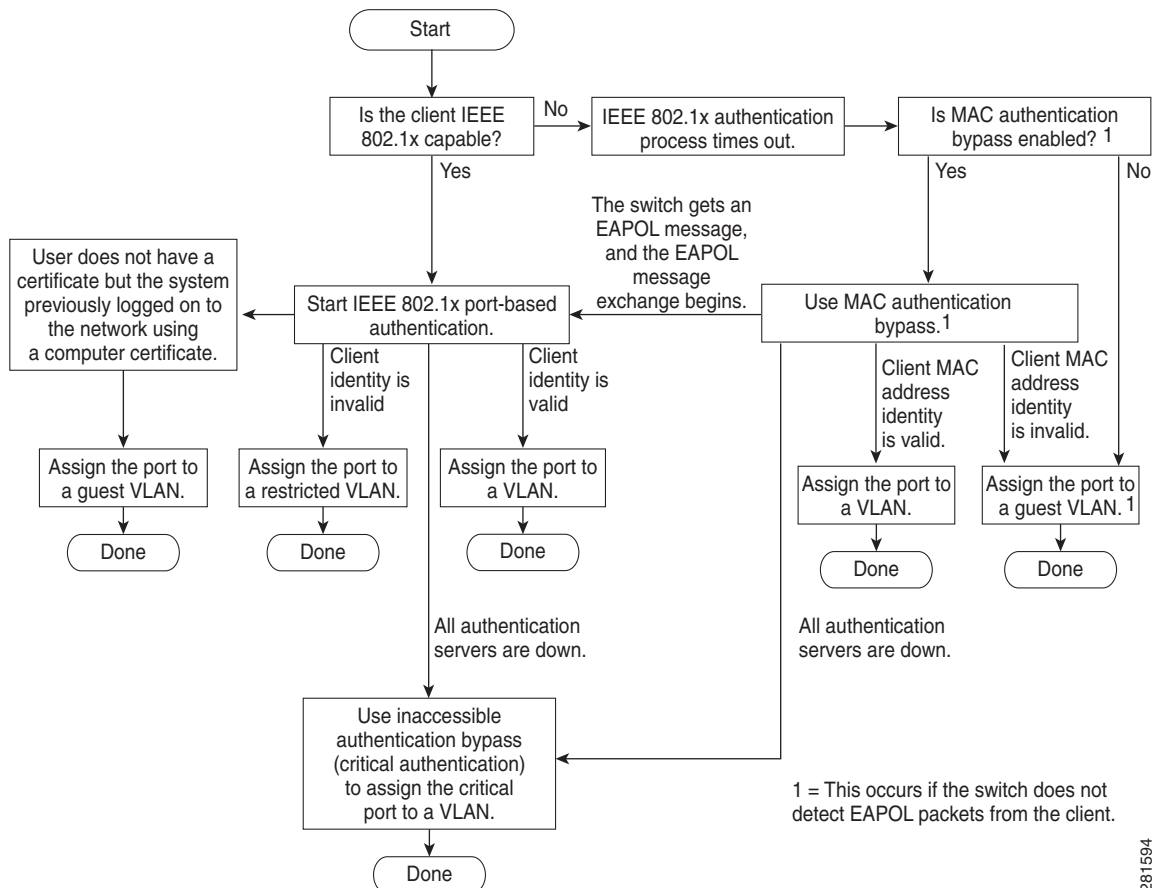 Start
Is the client IEEE
802.1x capable?
No
IEEE 802.1x authentication
process times out.
Is MAC authentication
bypass enabled? 1
Yes
Yes
No
The switch gets an
EAPOL message,
and the EAPOL
message
exchange begins.
User does not have a
certificate but the system
previously logged on to
the network using
a computer certificate.
Start IEEE 802.1x port-based
authentication.
Use MAC authentication
bypass.1
Client
identity is
invalid
Client
identity is
valid
Client MAC
address
identity
is valid.
Client MAC
address
identity
is invalid.
Assign the port to
a guest VLAN.
Assign the port to
a restricted VLAN.
Assign the port to
a VLAN.
Assign the port to
a VLAN.
Assign the port to
a guest VLAN. 1
Done
Done
Done
Done
Done
All authentication
servers are down.
All authentication
servers are down.
Use inaccessible
authentication bypass
(critical authentication)
to assign the critical
port to a VLAN.
1 = This occurs if the switch does not
detect EAPOL packets from the client.
Done
281594